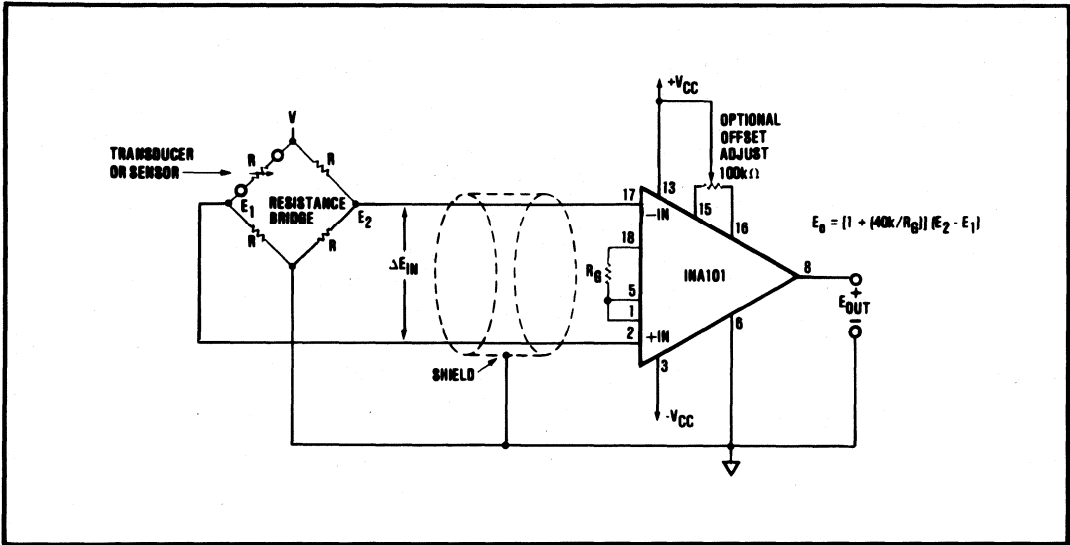 +VCC
OPTIONAL
OFFSET
ADJUST
100kΩ
V
TRANSDUCER
OR SENSOR
R
R
13
17
-IN
15
16
E1
RESISTANCE
BRIDGE
E2
Eo = [1 + (40k/RG)] (E2 - E1)
R
R
18
ΔEIN
RG
INA101
8
5
+
EOUT
-
1
2
+IN
6
3
SHIELD
-VCC